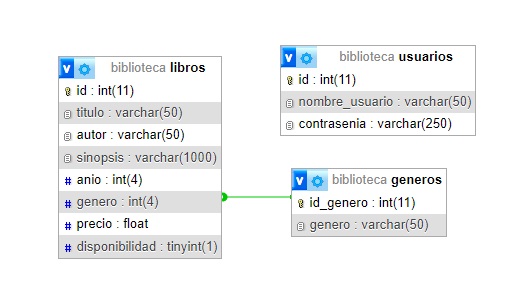 biblioteca libros
id : int(11)
titulo : varchar(50)
autor : varchar(50)
sinopsis : varchar(1000)
anio : int(4)
genero : int(4)
precio : float
disponibilidad : tinyint(1)
biblioteca usuarios
id : int(11)
nombre_usuario : varchar(50)
contrasenia : varchar(250)
biblioteca generos
id_genero : int(11)
genero : varchar(50)